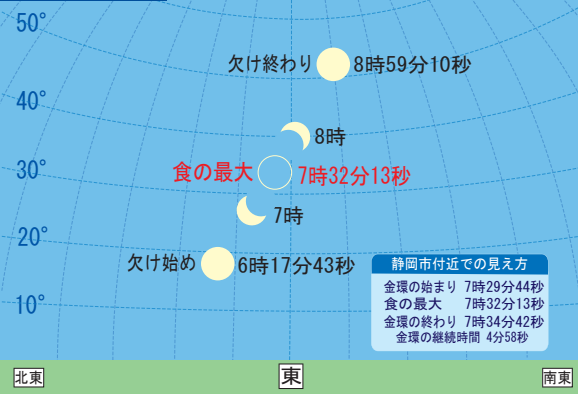 50°
欠け終わり 8時59分10秒
40°
8時
30°
食の最大 7時32分13秒
7時
20°
欠け始め 6時17分43秒
10°
静岡市付近での見え方
金環の始まり 7時29分44秒
食の最大 7時32分13秒
金環の終わり 7時34分42秒
金環の継続時間 4分58秒
北東 東 南東